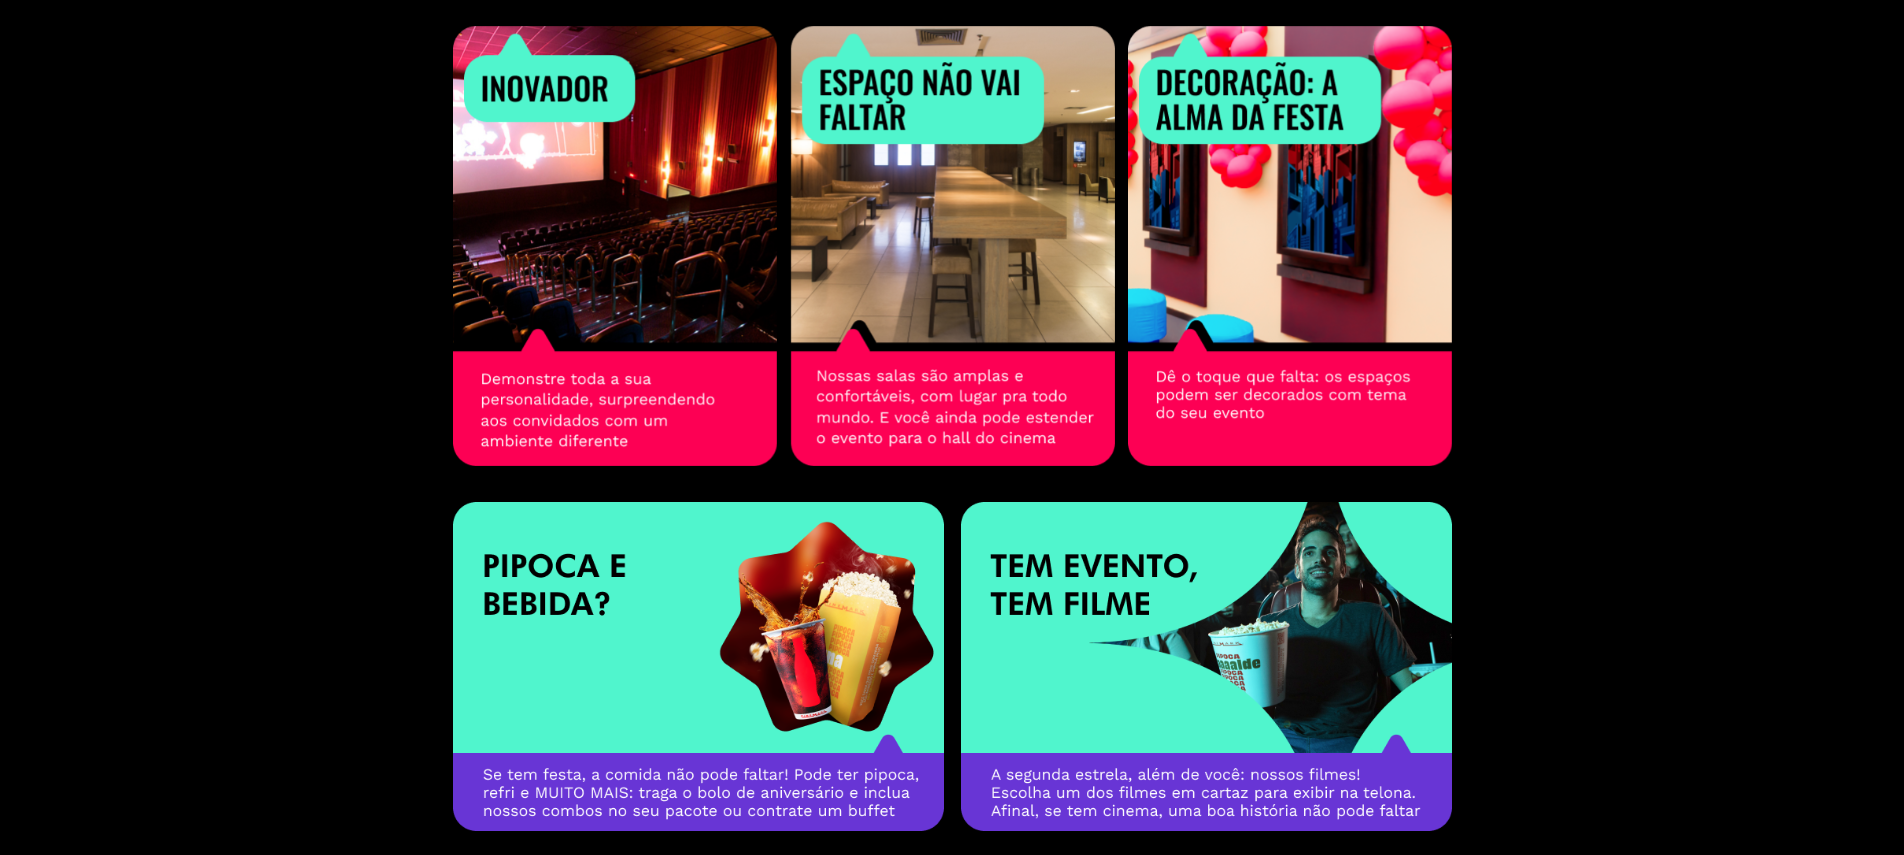 INOVADOR
Demonstre toda a sua
personalidade, surpreendendo
aos convidados com um
ambiente diferente
ESPAÇO NÃO VAI
FALTAR
Nossas salas são amplas e
confortáveis, com lugar pra todo
mundo. E você ainda pode estender
o evento para o hall do cinema
DECORAÇÃO: A
ALMA DA FESTA
Dê o toque que falta: os espaços
podem ser decorados com tema
do seu evento
PIPOCA E
BEBIDA?
PIPOCA
PIPOCA
Se tem festa, a comida não pode faltar! Pode ter pipoca,
refri e MUITO MAIS: traga o bolo de aniversário e inclua
nossos combos no seu pacote ou contrate um buffet
TEM EVENTO,
TEM FILME
A segunda estrela, além de você: nossos filmes!
Escolha um dos filmes em cartaz para exibir na telona.
Afinal, se tem cinema, uma boa história não pode faltar